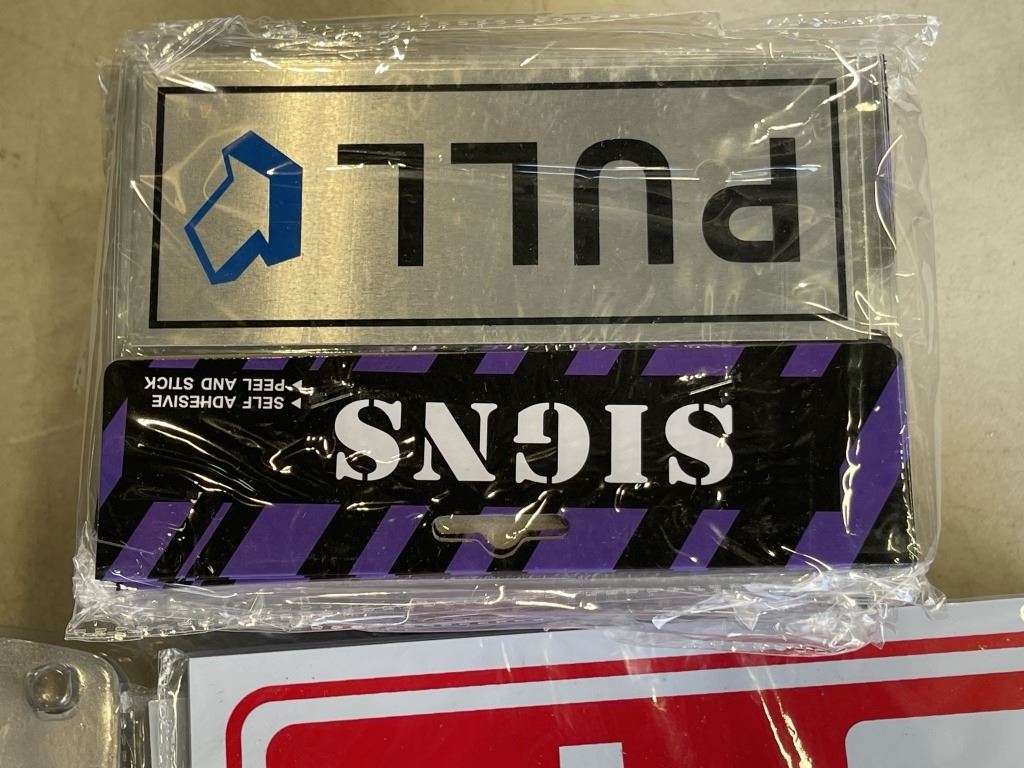 SIGNS
▶ SELF ADHESIVE
▶ PEEL AND STICK
PULL